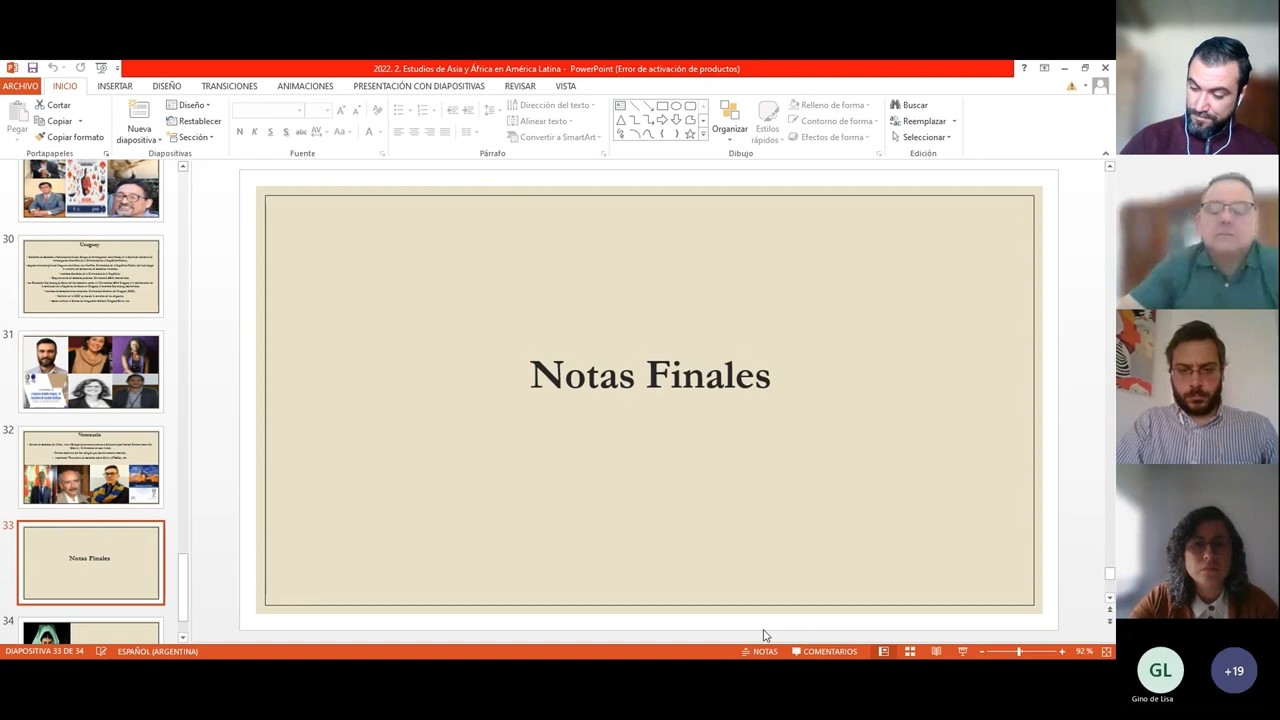 2022. 2. Estudios de Asia y África en América Latina - PowerPoint (Error de activación de productos)
ARCHIVO INICIO INSERTAR DISEÑO TRANSICIONES ANIMACIONES PRESENTACIÓN CON DIAPOSITIVAS REVISAR VISTA
Pegar
Cortar
Copiar
Copiar formato
Portapapeles
Nueva
diapositiva
Diseño
Restablecer
Sección
Diapositivas
N K S S abc AV Aa A
Fuente
Dirección del texto
Alinear texto
Convertir a SmartArt
Párrafo
Organizar
Estilos
rápidos
Relleno de forma
Contorno de forma
Efectos de forma
Dibujo
Buscar
Reemplazar
Seleccionar
Edición
30
Uruguay
31
32
Venezuela
33
Notas Finales
34
Notas Finales
DIAPOSITIVA 33 DE 34 ESPAÑOL (ARGENTINA) NOTAS COMENTARIOS 92 %
GL
Gino de Lisa
+19